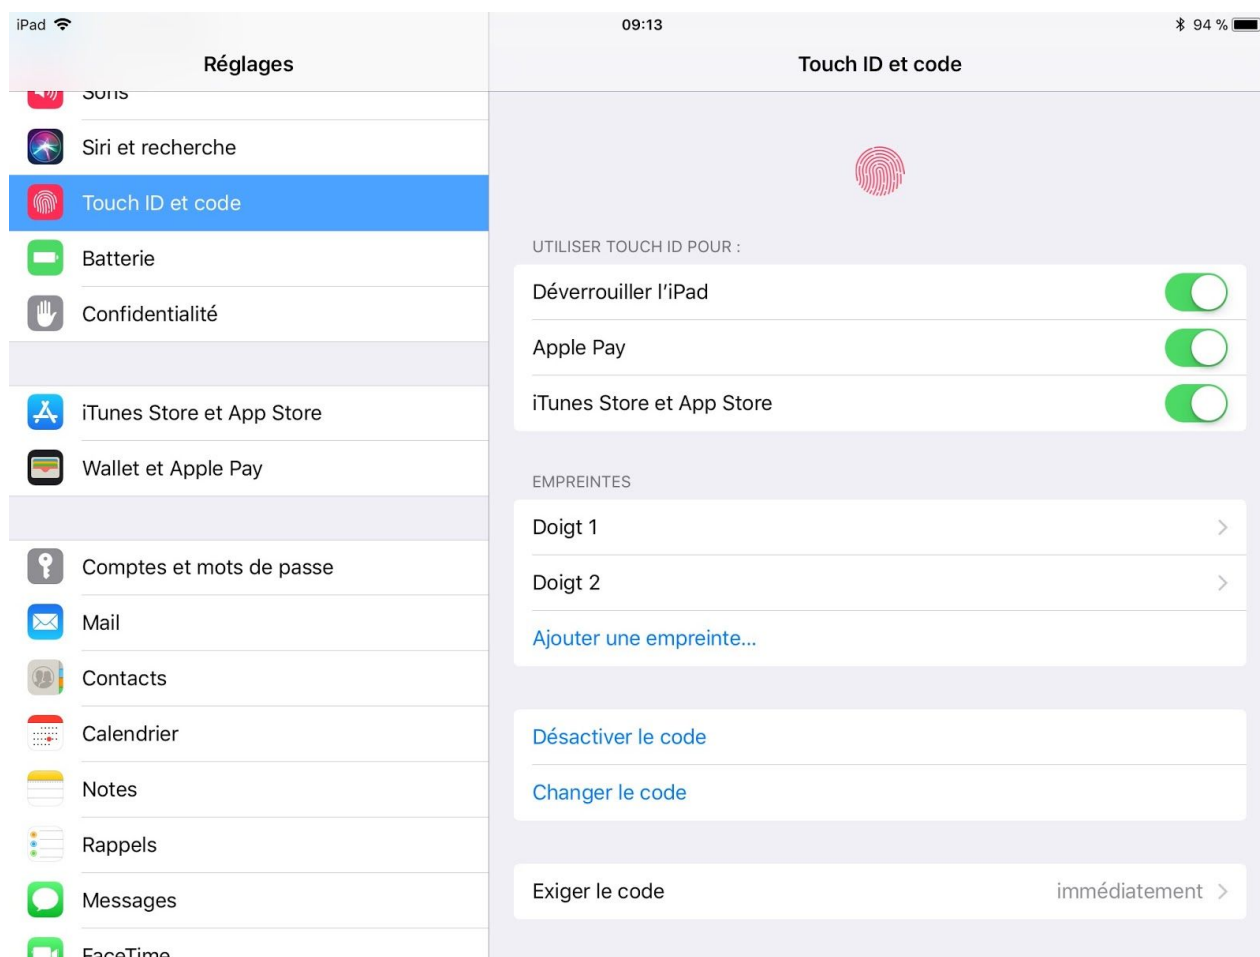 iPad
09:13
94 %
Réglages
Sons
Siri et recherche
Touch ID et code
Batterie
Confidentialité
iTunes Store et App Store
Wallet et Apple Pay
Comptes et mots de passe
Mail
Contacts
Calendrier
Notes
Rappels
Messages
FaceTime
Touch ID et code
UTILISER TOUCH ID POUR :
Déverrouiller l’iPad
Apple Pay
iTunes Store et App Store
EMPREINTES
Doigt 1
Doigt 2
Ajouter une empreinte...
Désactiver le code
Changer le code
Exiger le code immédiatement